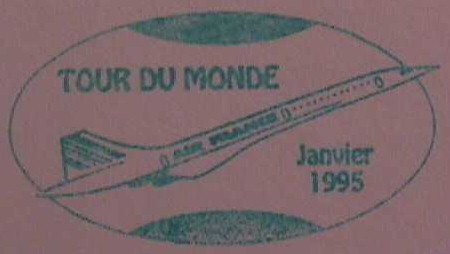 TOUR DU MONDE
AIR FRANCE
Janvier
1995